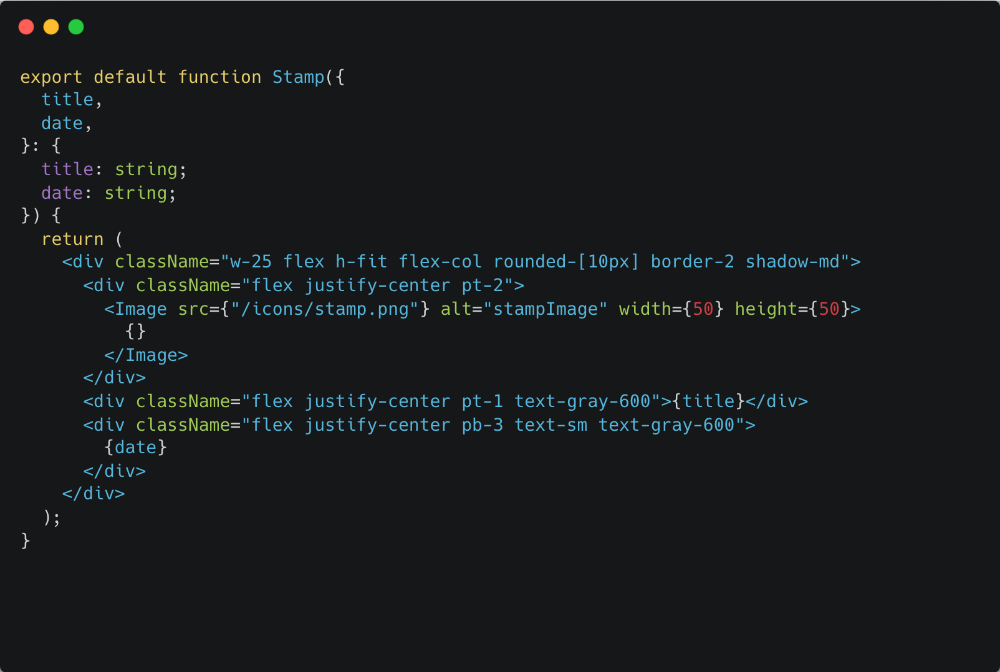 export default function Stamp({
  title,
  date,
}: {
  title: string;
  date: string;
}) {
  return (
    <div className="w-25 flex h-fit flex-col rounded-[10px] border-2 shadow-md">
      <div className="flex justify-center pt-2">
        <Image src={"/icons/stamp.png"} alt="stampImage" width={50} height={50}>
          {}
        </Image>
      </div>
      <div className="flex justify-center pt-1 text-gray-600">{title}</div>
      <div className="flex justify-center pb-3 text-sm text-gray-600">
        {date}
      </div>
    </div>
  );
}